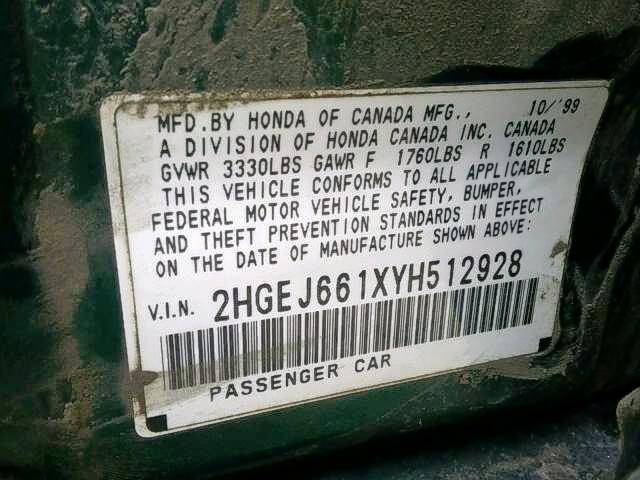 MFD.BY HONDA OF CANADA MFG., 10/'99
A DIVISION OF HONDA CANADA INC. CANADA
GVWR 3330LBS GAWR F 1760LBS R 1610LBS
THIS VEHICLE CONFORMS TO ALL APPLICABLE
FEDERAL MOTOR VEHICLE SAFETY, BUMPER,
AND THEFT PREVENTION STANDARDS IN EFFECT
ON THE DATE OF MANUFACTURE SHOWN ABOVE:
V.I.N. 2HGEJ661XYH512928
PASSENGER CAR